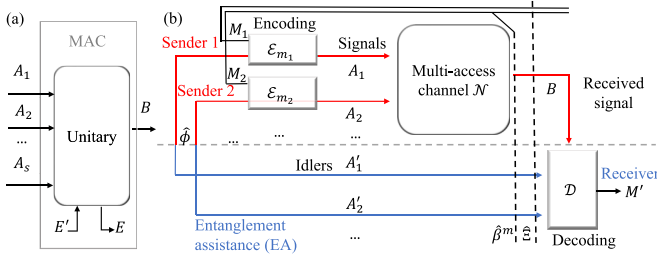 (a)
MAC
A₁
A₂
...
Aₛ
Unitary
B
E′
E
(b)
M₁
Encoding
Sender 1
ℰₘ₁
Signals
A₁
M₂
Sender 2
ℰₘ₂
A₂
Multi-access
channel 𝒩
B
Received
signal
... ... ...
ϕ̂
Idlers
A′₁
Receiver
A′₂
𝒟
M′
Entanglement
assistance (EA)
...
β̂ᵐ
Ξ̂
Decoding